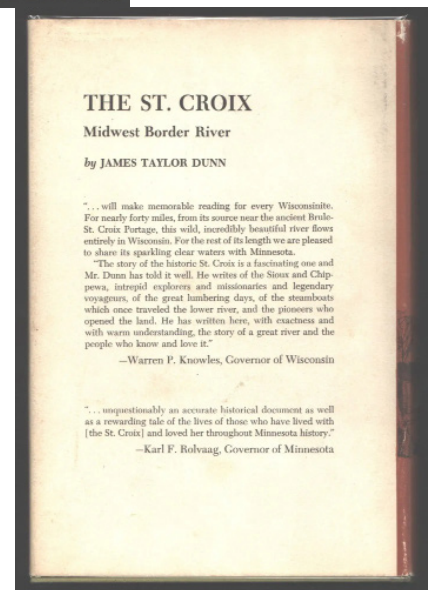 THE ST. CROIX
Midwest Border River
by JAMES TAYLOR DUNN
". . . will make memorable reading for every Wisconsinite.
For nearly forty miles, from its source near the ancient Brule-
St. Croix Portage, this wild, incredibly beautiful river flows
entirely in Wisconsin. For the rest of its length we are pleased
to share its sparkling clear waters with Minnesota.
"The story of the historic St. Croix is a fascinating one and
Mr. Dunn has told it well. He writes of the Sioux and Chip-
pewa, intrepid explorers and missionaries and legendary
voyageurs, of the great lumbering days, of the steamboats
which once traveled the lower river, and the pioneers who
opened the land. He has written here, with exactness and
with warm understanding, the story of a great river and the
people who know and love it."
—Warren P. Knowles, Governor of Wisconsin
". . . unquestionably an accurate historical document as well
as a rewarding tale of the lives of those who have lived with
[the St. Croix] and loved her throughout Minnesota history."
—Karl F. Rolvaag, Governor of Minnesota